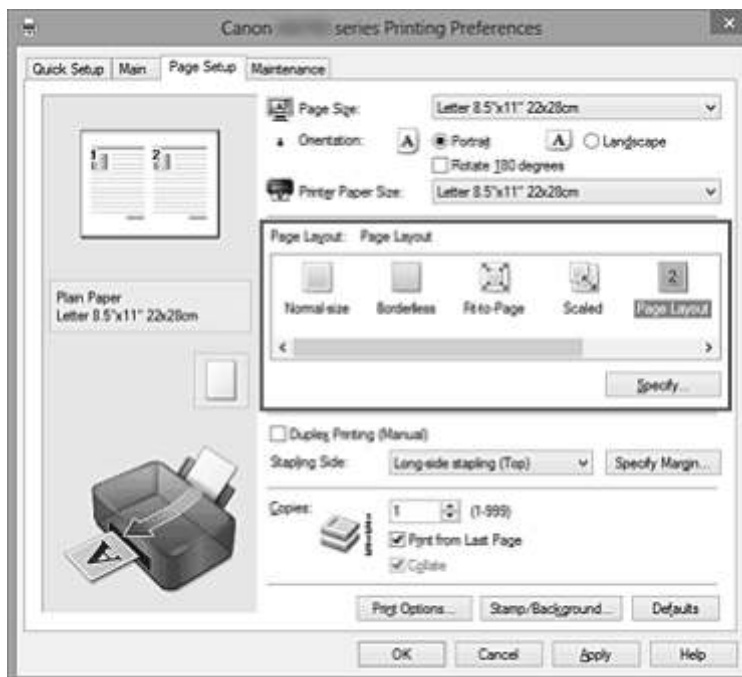 Canon series Printing Preferences
Quick Setup Main Page Setup Maintenance
Page Size: Letter 8.5"x11" 22x28cm
Orientation: A Portrait A Landscape
Rotate 180 degrees
Printer Paper Size: Letter 8.5"x11" 22x28cm
1 2
Page Layout: Page Layout
2
Normal-size Borderless Fit-to-Page Scaled Page Layout
Plain Paper
Letter 8.5"x11" 22x28cm
Specify...
Duplex Printing (Manual)
Stapling Side: Long-side stapling (Top) Specify Margin...
Copies: 1 (1-999)
Print from Last Page
Collate
A
Print Options... Stamp/Background... Defaults
OK Cancel Apply Help